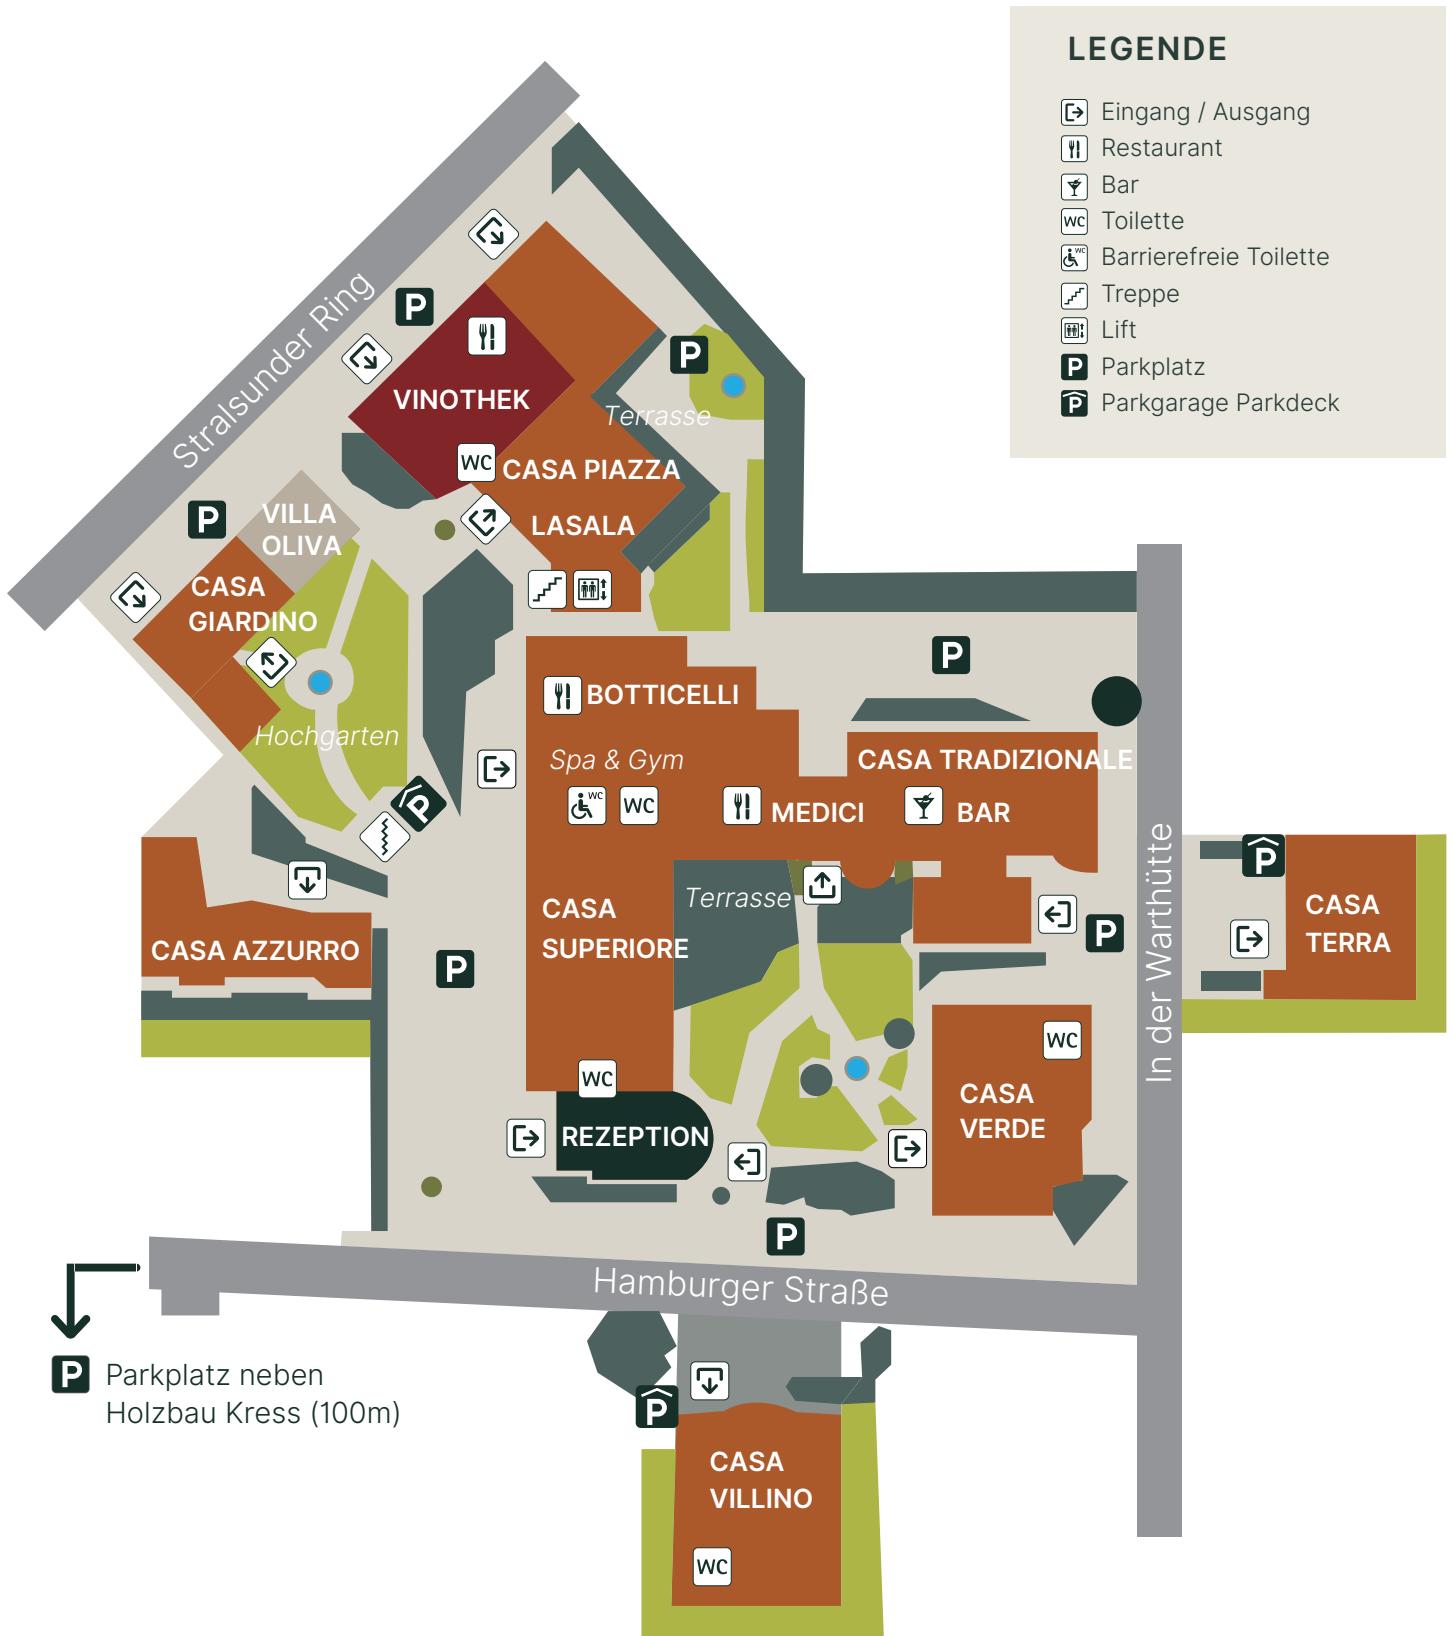 LEGENDE
Eingang / Ausgang
Restaurant
Bar
WC Toilette
WC Barrierefreie Toilette
Treppe
Lift
P Parkplatz
P Parkgarage Parkdeck
Stralsunder Ring
P
VINOTHEK
P
Terrasse
WC CASA PIAZZA
LASALA
P
VILLA
OLIVA
CASA
GIARDINO
Hochgarten
P
BOTTICELLI
Spa & Gym
WC WC
MEDICI
P
CASA TRADIZIONALE
BAR
CASA AZZURRO
P
CASA
SUPERIORE
Terrasse
P
In der Warthütte
P
CASA
TERRA
WC
REZEPTION
WC
CASA
VERDE
P
Hamburger Straße
P Parkplatz neben
Holzbau Kress (100m)
P
CASA
VILLINO
WC